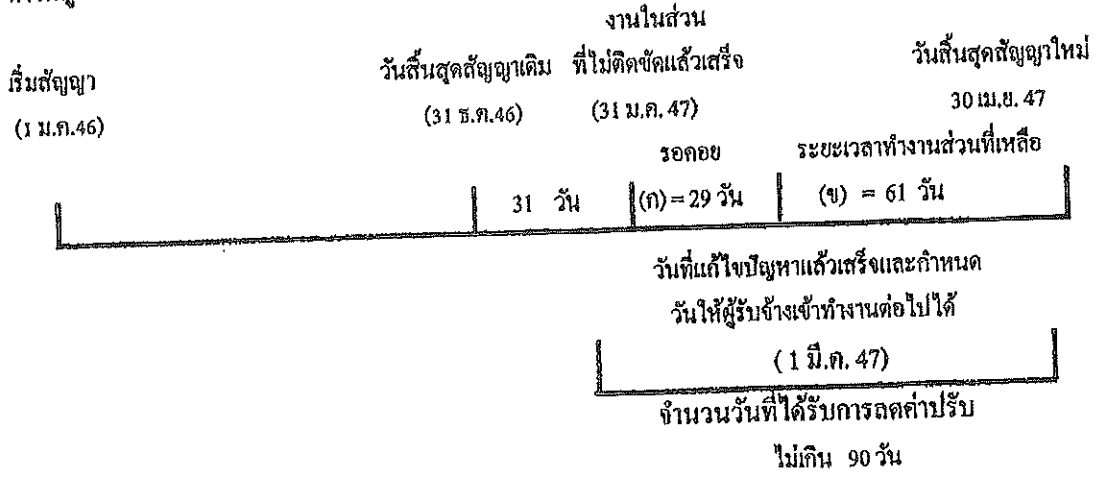 งานในส่วน
เริ่มสัญญา วันสิ้นสุดสัญญาเดิม ที่ไม่ติดขัดแล้วเสร็จ วันสิ้นสุดสัญญาใหม่
(1 ม.ค.46) (31 ธ.ค.46) (31 ม.ค. 47) 30 เม.ย. 47
รอคอย ระยะเวลาทำงานส่วนที่เหลือ
31 วัน (ก) = 29 วัน (ข) = 61 วัน
วันที่แก้ไขปัญหาแล้วเสร็จและกำหนด
วันให้ผู้รับจ้างเข้าทำงานต่อไปได้
( 1 มี.ค. 47)
จำนวนวันที่ได้รับการลดค่าปรับ
ไม่เกิน 90 วัน